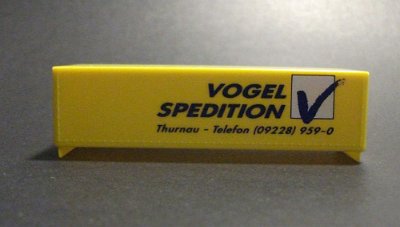 VOGEL
SPEDITION
Thurnau - Telefon (09228) 959-0